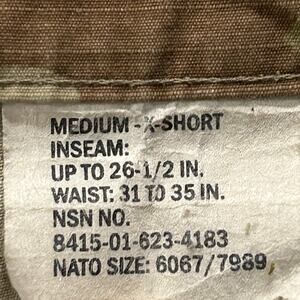 MEDIUM-X-SHORT
INSEAM:
UP TO 26-1/2 IN.
WAIST: 31 TO 35 IN.
NSN NO.
8415-01-623-4183
NATO SIZE: 6067/7989